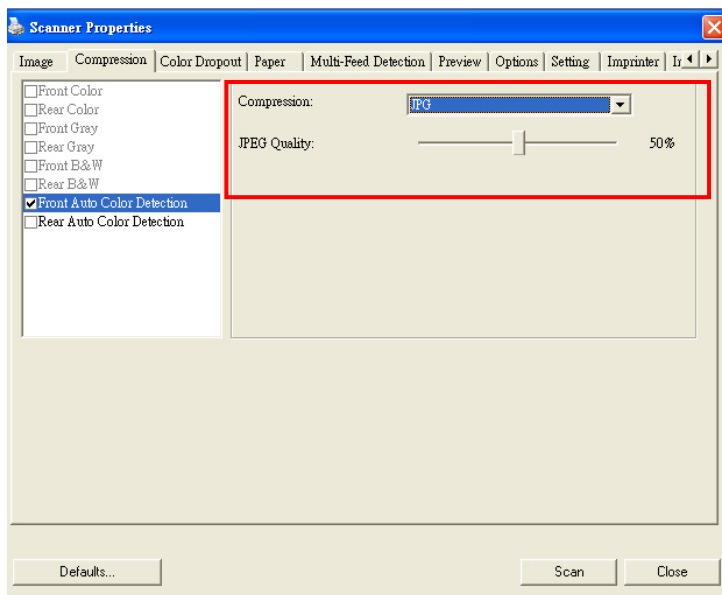 Scanner Properties
Image Compression Color Dropout Paper Multi-Feed Detection Preview Options Setting Imprinter
Front Color
Rear Color
Front Gray
Rear Gray
Front B&W
Rear B&W
Front Auto Color Detection
Rear Auto Color Detection
Compression: JPG
JPEG Quality: 50%
Defaults... Scan Close